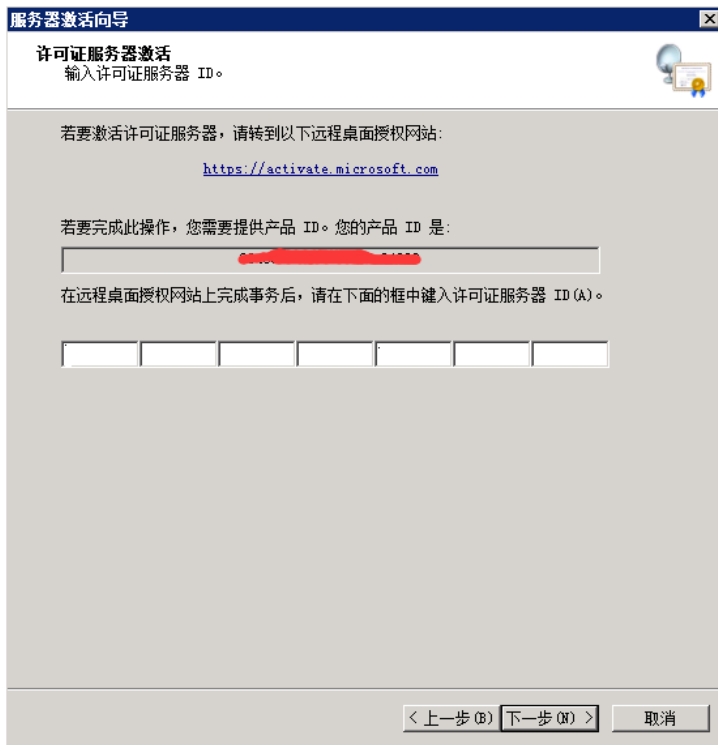 服务器激活向导
许可证服务器激活
输入许可证服务器 ID。
若要激活许可证服务器，请转到以下远程桌面授权网站:
https://activate.microsoft.com
若要完成此操作，您需要提供产品 ID。您的产品 ID 是:
在远程桌面授权网站上完成事务后，请在下面的框中键入许可证服务器 ID(A)。
< 上一步(B) 下一步(N) > 取消